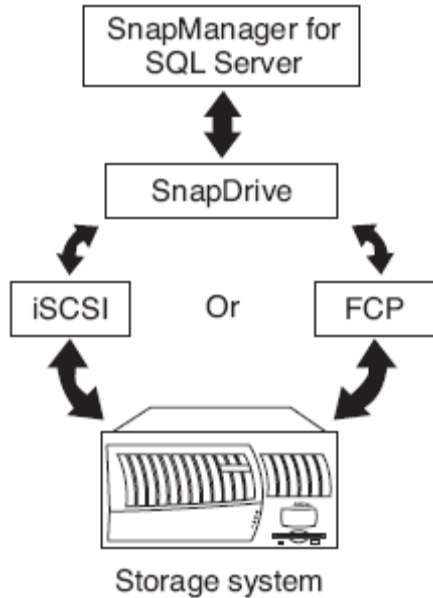 SnapManager for
SQL Server
SnapDrive
iSCSI
Or
FCP
Storage system